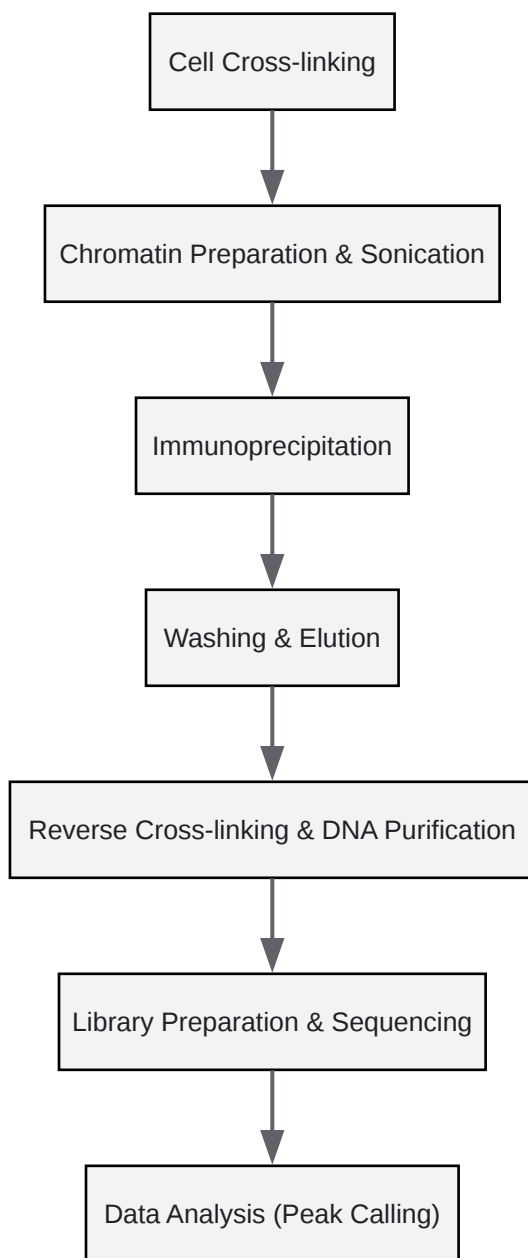 Cell Cross-linking
Chromatin Preparation & Sonication
Immunoprecipitation
Washing & Elution
Reverse Cross-linking & DNA Purification
Library Preparation & Sequencing
Data Analysis (Peak Calling)